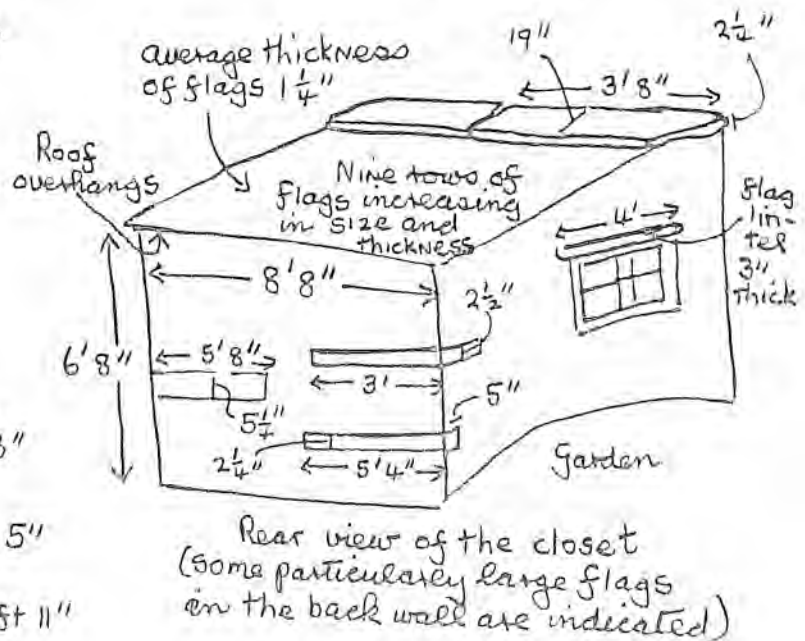 19"
2¼"
average thickness
of flags 1¼"
3'8"
Roof
overhangs
Nine rows of
flags increasing
in size and
thickness
4'
flag
lin-
tel
3"
thick
8'8"
2½"
6'8"
5'8"
3'
5"
2¼"
5'4"
Garden
5"
ft 11"
Rear view of the closet
(some particularly large flags
in the back wall are indicated)